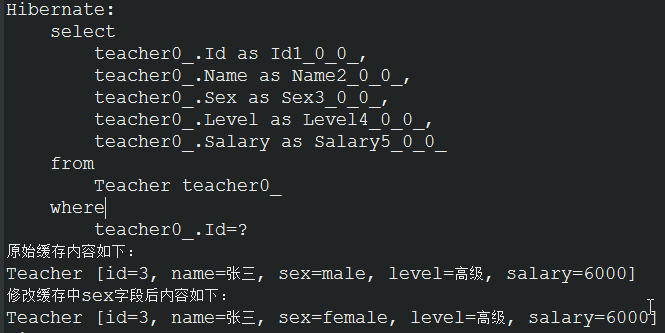 Hibernate:
    select
        teacher0_.Id as Id1_0_0_,
        teacher0_.Name as Name2_0_0_,
        teacher0_.Sex as Sex3_0_0_,
        teacher0_.Level as Level4_0_0_,
        teacher0_.Salary as Salary5_0_0_
    from
        Teacher teacher0_
    where
        teacher0_.Id=?
原始缓存内容如下:
Teacher [id=3, name=张三, sex=male, level=高级, salary=6000]
修改缓存中sex字段后内容如下:
Teacher [id=3, name=张三, sex=female, level=高级, salary=6000]